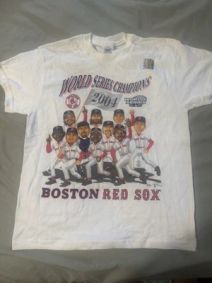 WORLD SERIES CHAMPIONS
2004
BOSTON RED SOX